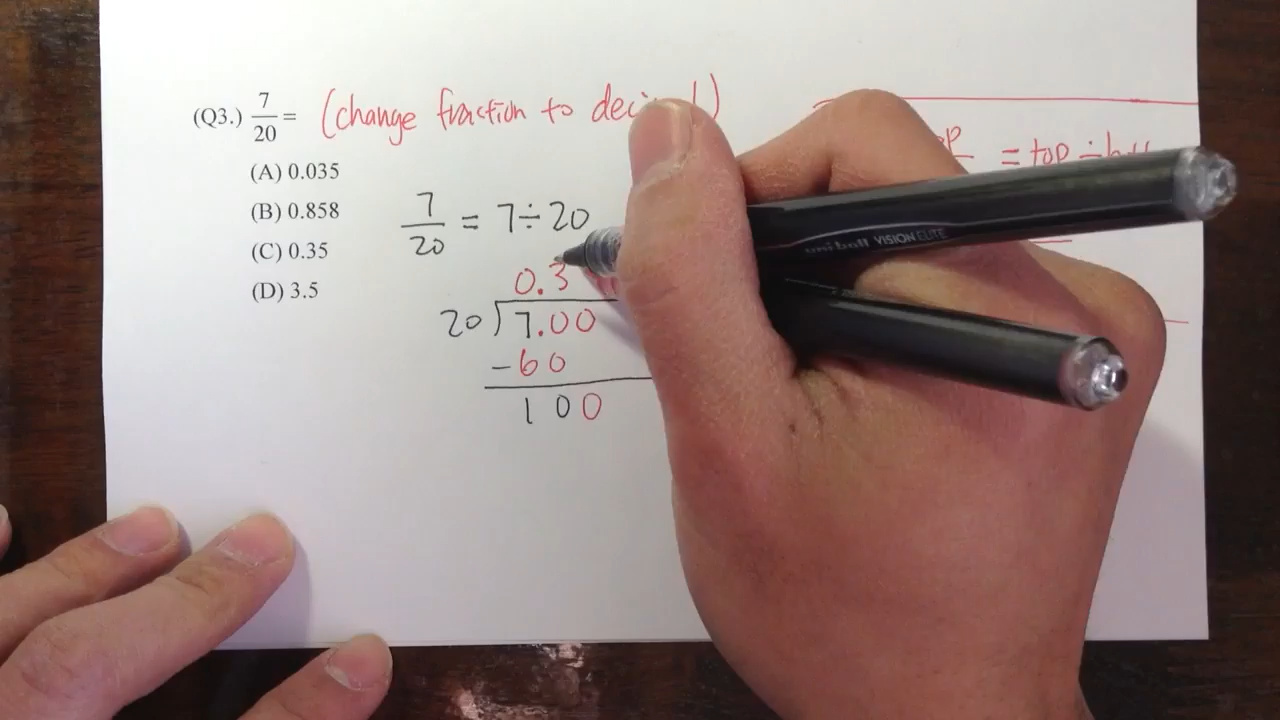 (Q3.) 7/20 = (change fraction to
(A) 0.035
(B) 0.858
(C) 0.35
(D) 3.5
7/20 = 7÷20
0.3
20)7.00
-60
100
= top ÷
uni-ball VISION ELITE